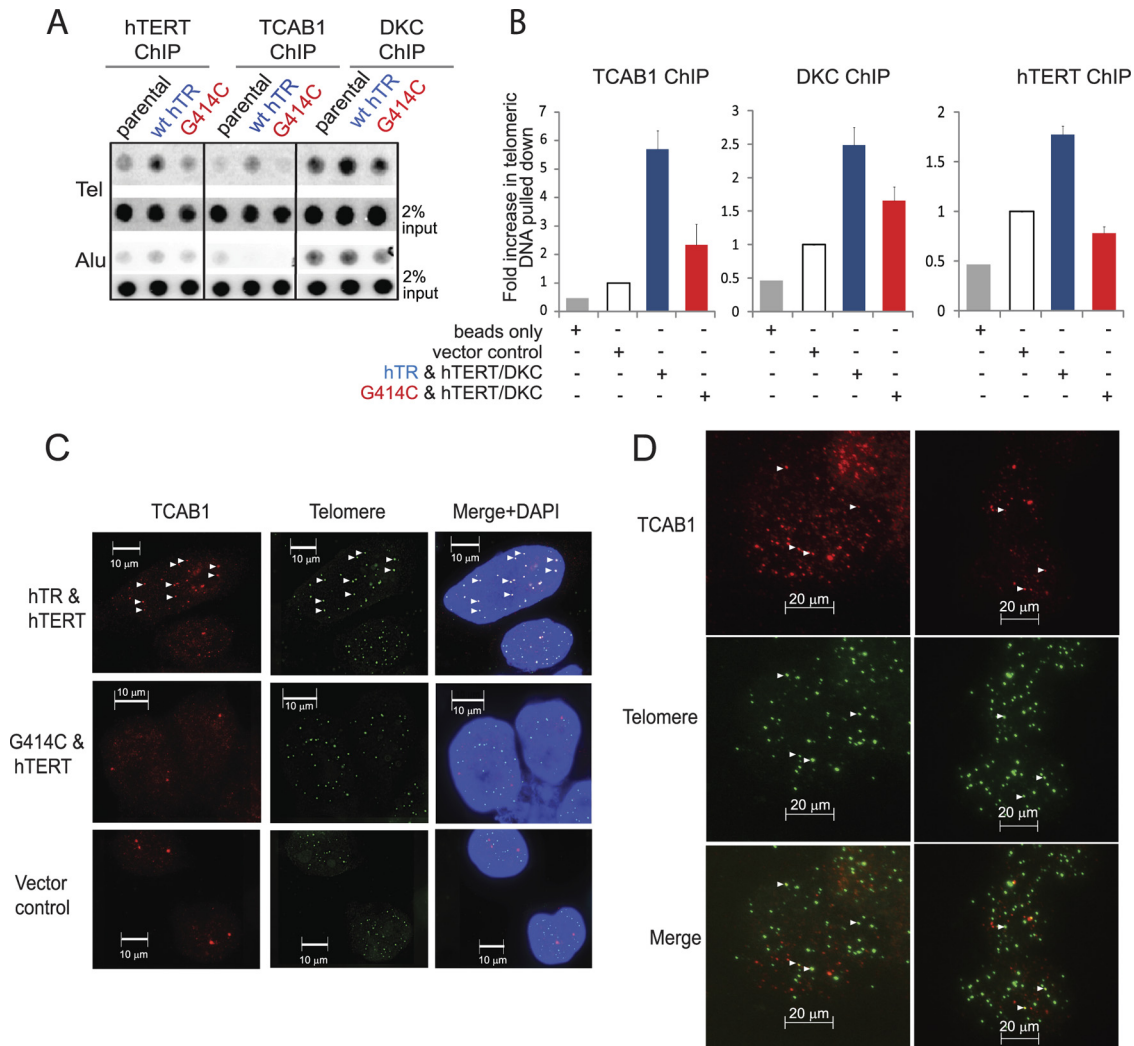 A
hTERT ChIP
TCAB1 ChIP
DKC ChIP
parental
wt hTR
G414C
parental
wt hTR
G414C
parental
wt hTR
G414C
Tel
2% input
Alu
2% input
B
TCAB1 ChIP
DKC ChIP
hTERT ChIP
Fold increase in telomeric
DNA pulled down
7
6
5
4
3
2
1
0
3
2.5
2
1.5
1
0.5
0
2
1.5
1
0.5
0
beads only + - - - + - - - + - - -
vector control - + - - - + - - - + - -
hTR & hTERT/DKC - - + - - - + - - - + -
G414C & hTERT/DKC - - - + - - - + - - - +
C
TCAB1
Telomere
Merge+DAPI
hTR &
hTERT
10 µm
10 µm
10 µm
G414C &
hTERT
10 µm
10 µm
10 µm
Vector
control
10 µm
10 µm
10 µm
D
TCAB1
20 µm
20 µm
Telomere
20 µm
20 µm
Merge
20 µm
20 µm